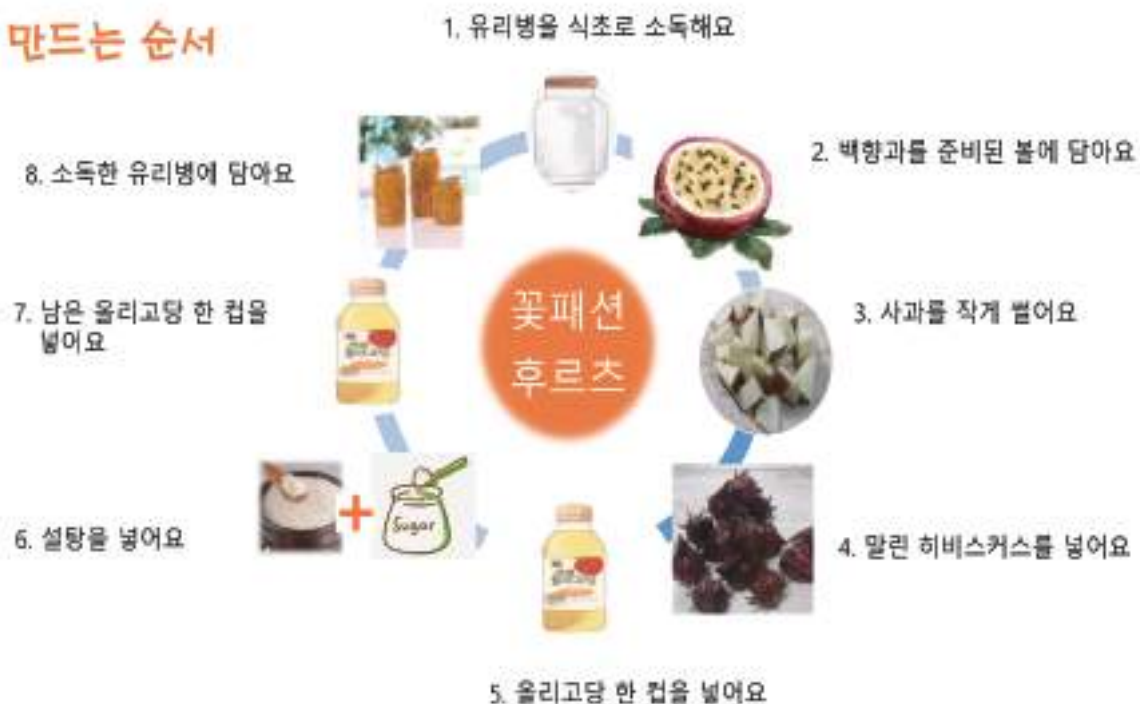 만드는 순서
1. 유리병을 식초로 소독해요
2. 백향과를 준비된 볼에 담아요
3. 사과를 작게 썰어요
4. 말린 히비스커스를 넣어요
5. 올리고당 한 컵을 넣어요
6. 설탕을 넣어요
Sugar
7. 남은 올리고당 한 컵을
넣어요
8. 소독한 유리병에 담아요
꽃패션
후르츠